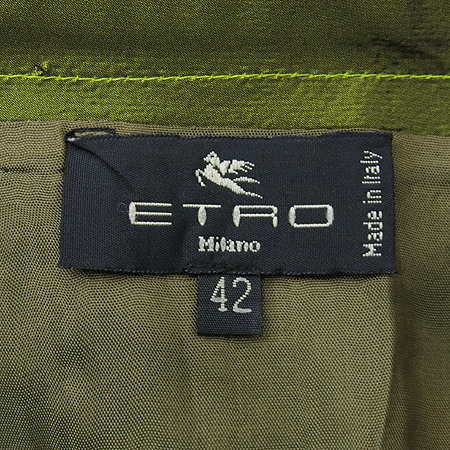 ETRO
Milano
Made in Italy
42